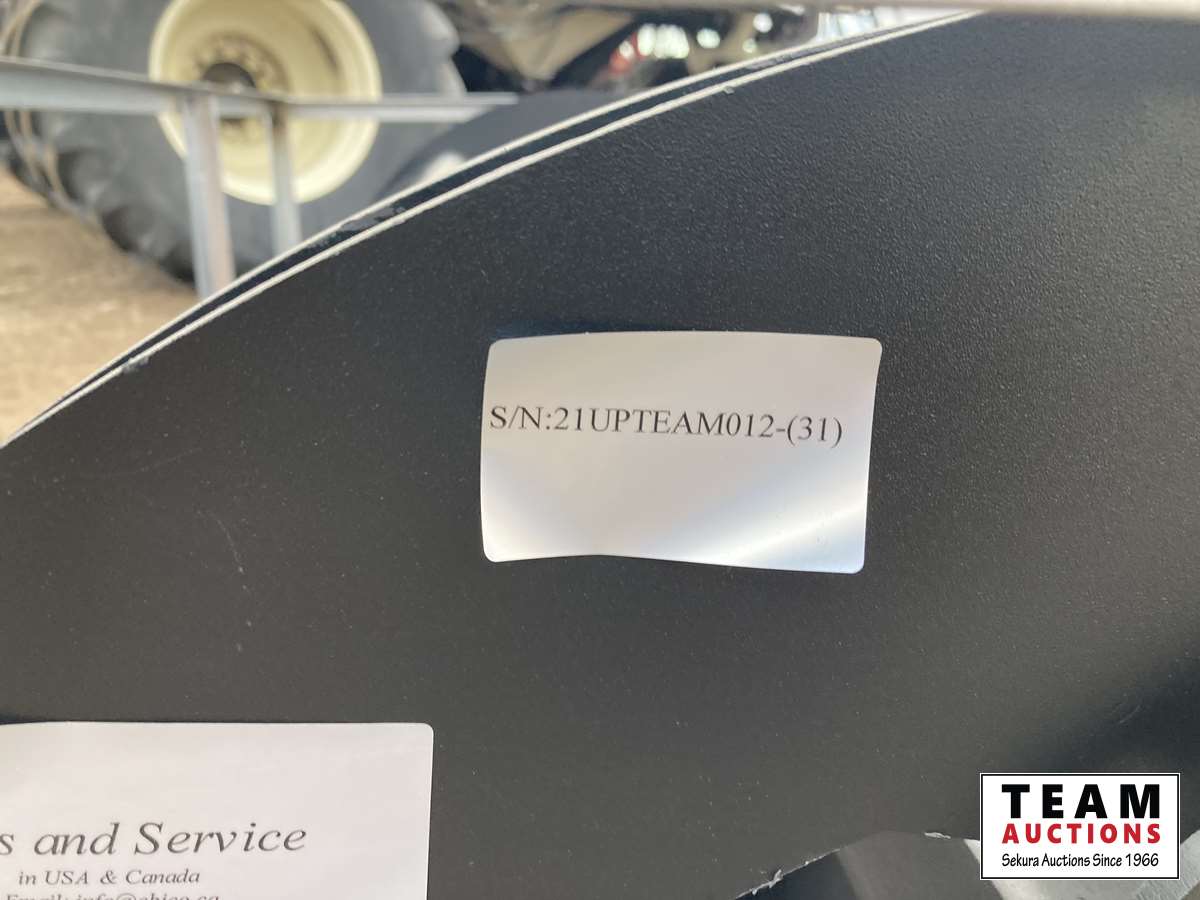 S/N:21UPTEAM012-(31)
s and Service
in USA & Canada
TEAM
AUCTIONS
Sekura Auctions Since 1966